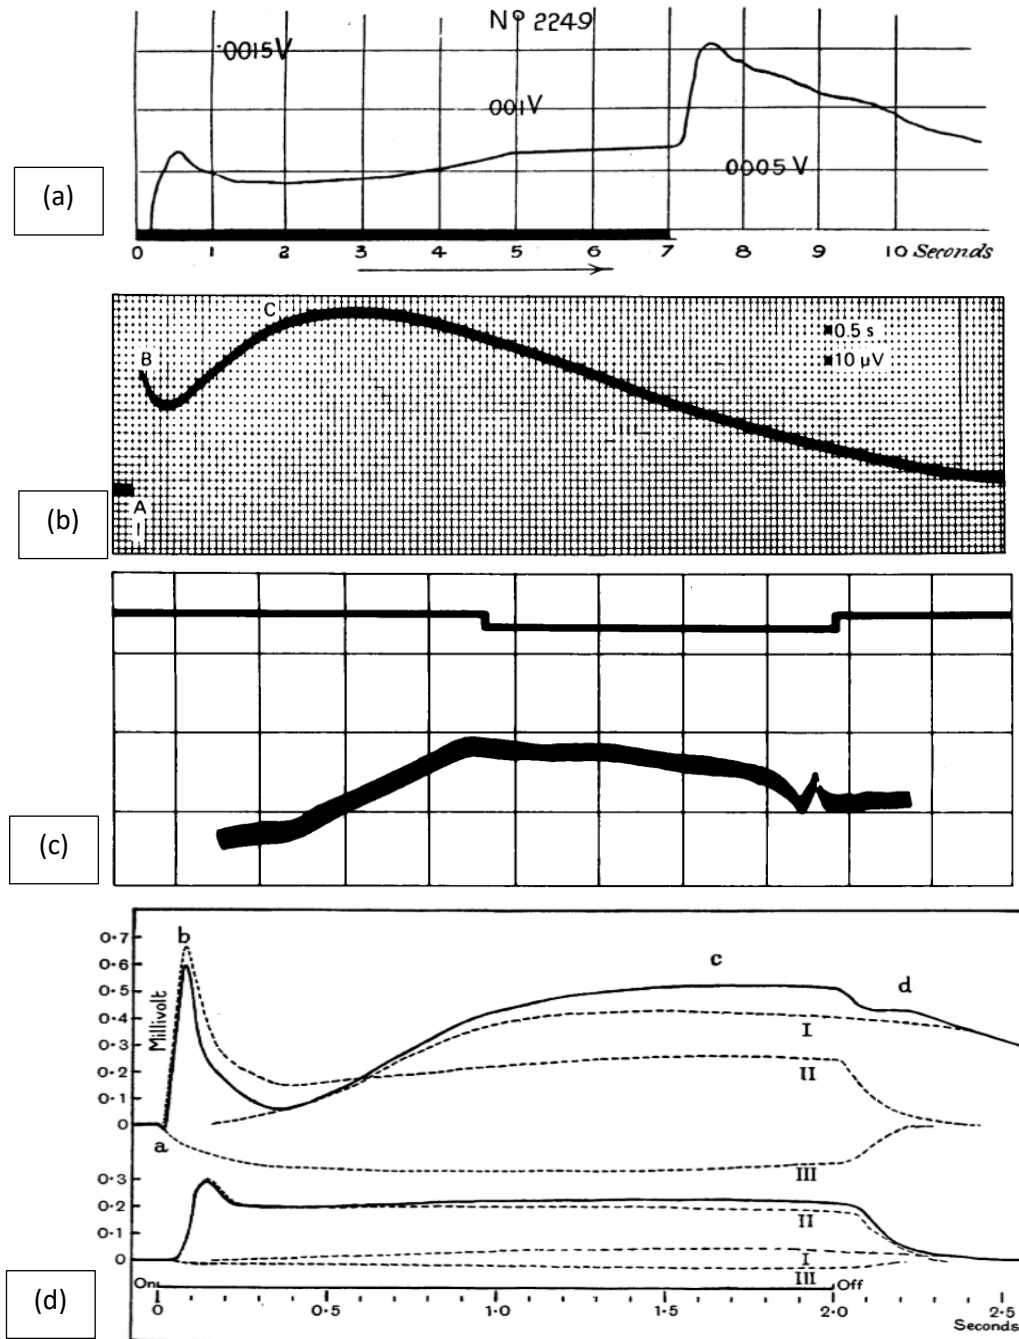 Nº 2249
·0015V
·001V
·0005V
(a)
0 1 2 3 4 5 6 7 8 9 10 Seconds
C
B
0.5 s
10 µV
A
(b)
(c)
0·7
b
0·6
c
0·5
d
0·4
Millivolt
I
0·3
0·2
II
0·1
0
a
III
0·3
0·2
II
0·1
0
I
III
(d)
On
Off
0 0·5 1·0 1·5 2·0 2·5
Seconds